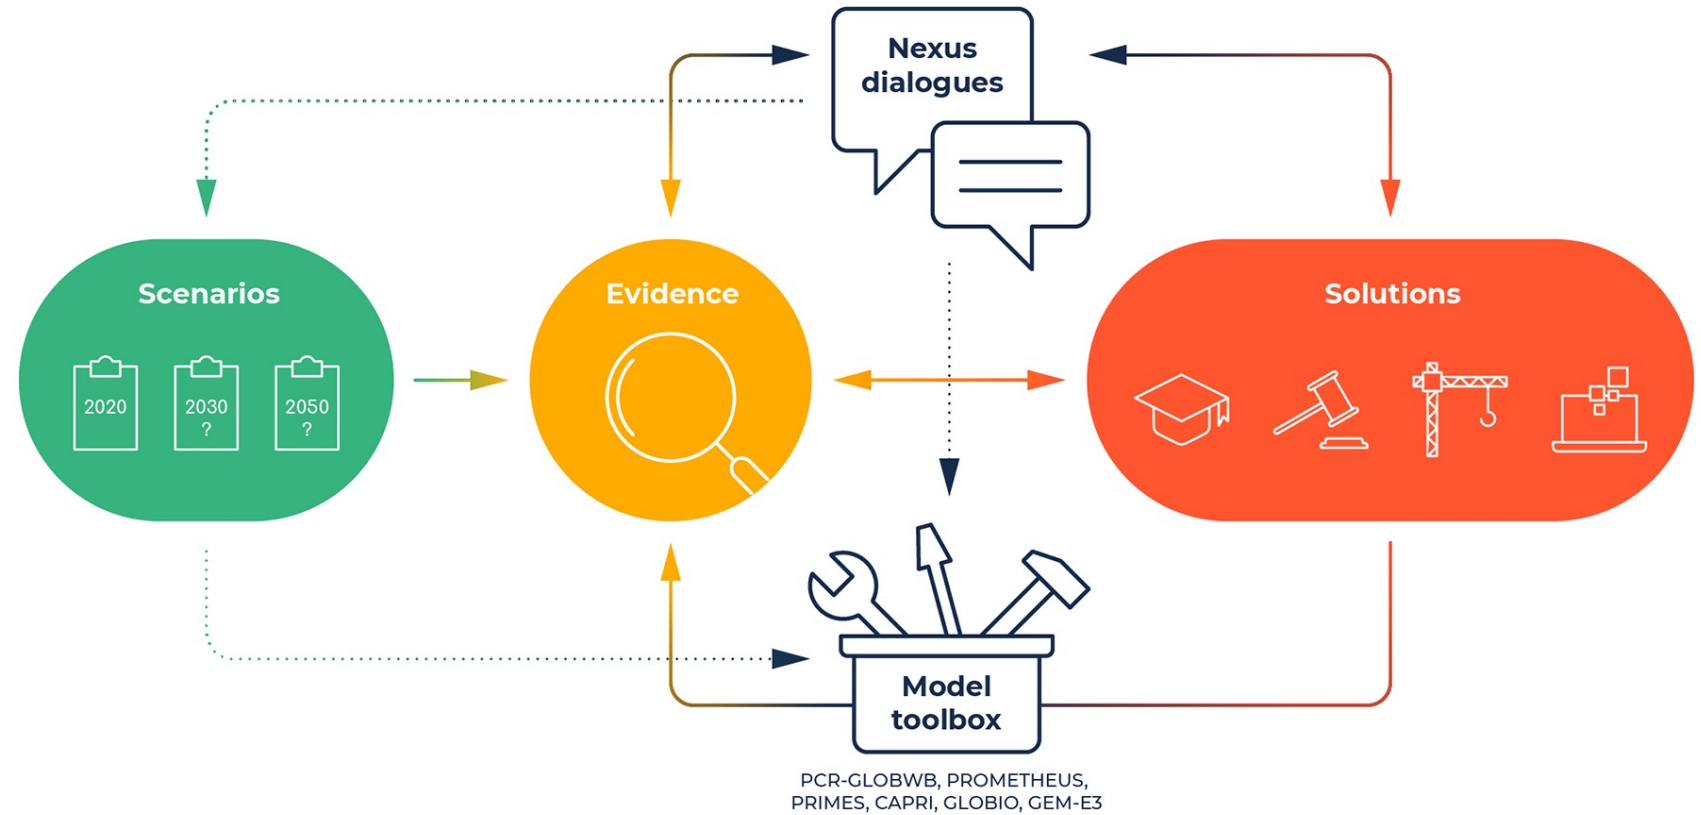 Nexus
dialogues
Scenarios
2020
2030
?
2050
?
Evidence
Solutions
Model
toolbox
PCR-GLOBWB, PROMETHEUS,
PRIMES, CAPRI, GLOBIO, GEM-E3